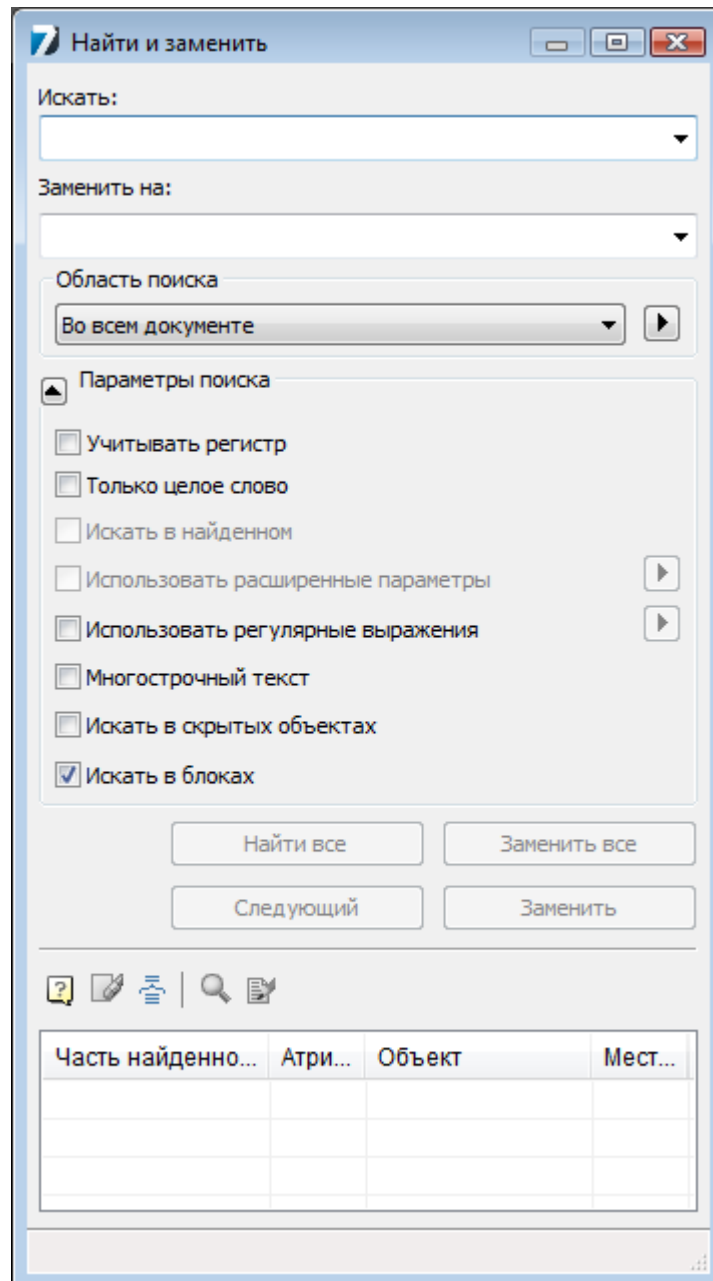 Найти и заменить
Искать:
Заменить на:
Область поиска
Во всем документе
Параметры поиска
Учитывать регистр
Только целое слово
Искать в найденном
Использовать расширенные параметры
Использовать регулярные выражения
Многострочный текст
Искать в скрытых объектах
Искать в блоках
Найти все Заменить все
Следующий Заменить
Часть найденно... Атри... Объект Мест...